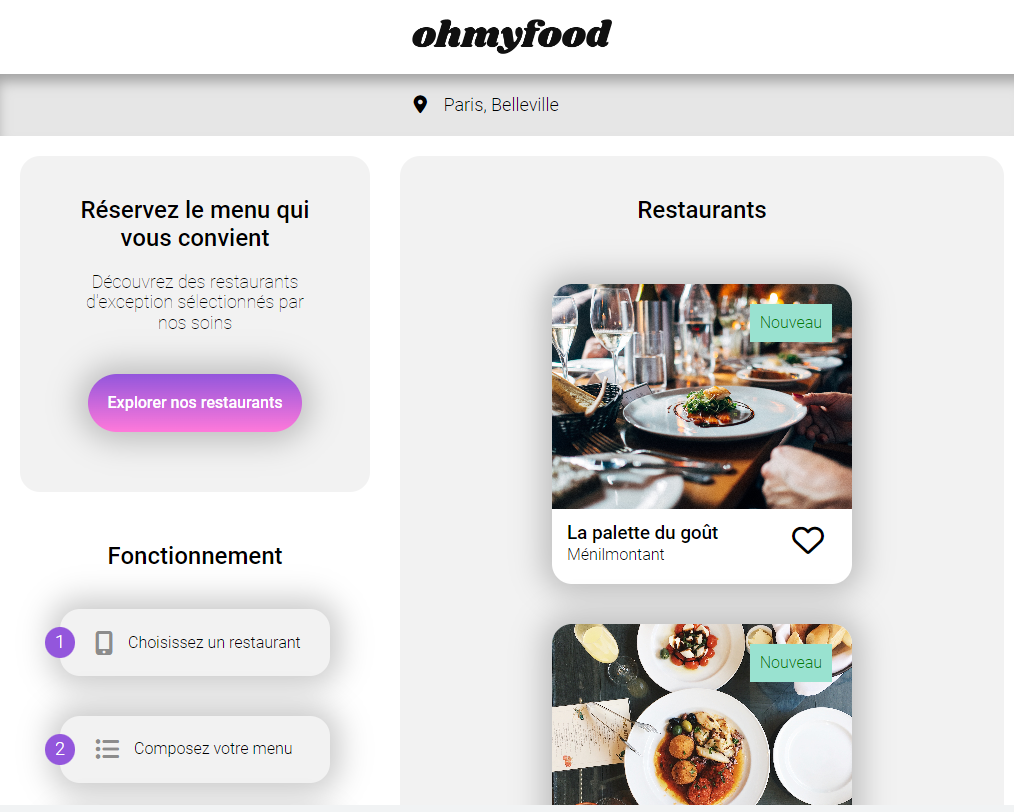 ohmyfood
Paris, Belleville
Réservez le menu qui
vous convient
Découvrez des restaurants
d'exception sélectionnés par
nos soins
Explorer nos restaurants
Fonctionnement
1 Choisissez un restaurant
2 Composez votre menu
Restaurants
Nouveau
La palette du goût
Ménilmontant
Nouveau